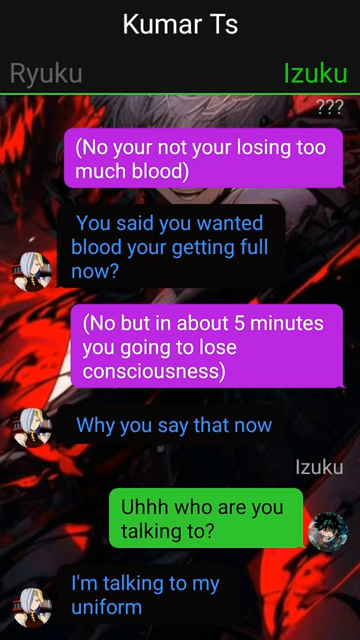 Kumar Ts
Ryuku
Izuku
???
(No your not your losing too
much blood)
You said you wanted
blood your getting full
now?
(No but in about 5 minutes
you going to lose
consciousness)
Why you say that now
Izuku
Uhhh who are you
talking to?
I'm talking to my
uniform